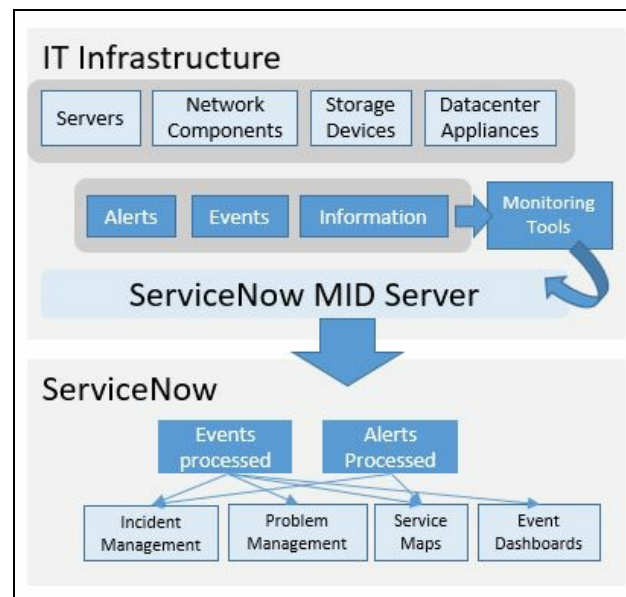 IT Infrastructure
Servers
Network
Components
Storage
Devices
Datacenter
Appliances
Alerts
Events
Information
Monitoring
Tools
ServiceNow MID Server
ServiceNow
Events
processed
Alerts
Processed
Incident
Management
Problem
Management
Service
Maps
Event
Dashboards